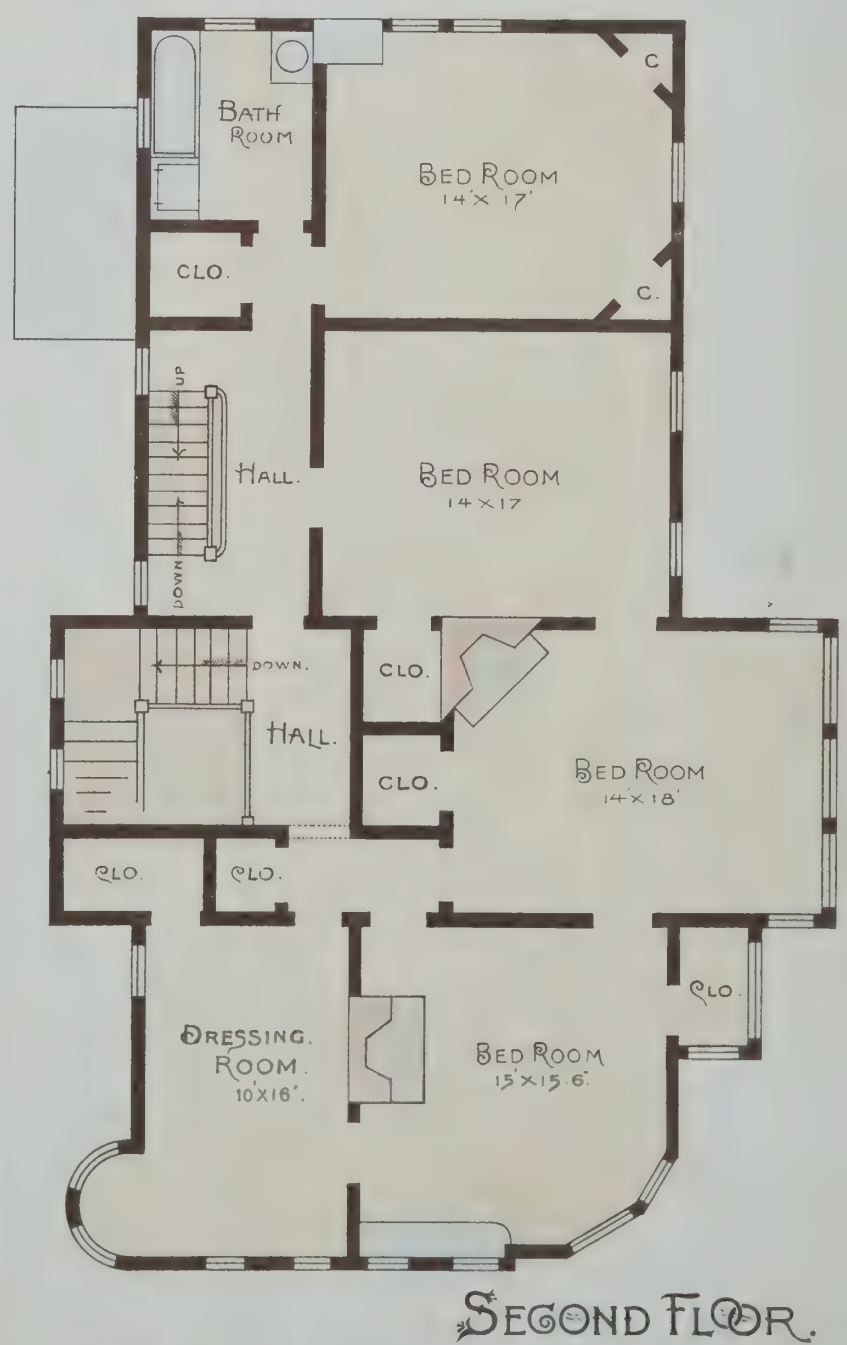 C
BATH
ROOM
BED ROOM
14' X 17'
CLO.
C.
UP
HALL.
BED ROOM
14 X 17
DOWN
DOWN.
CLO.
HALL.
BED ROOM
14' X 18'
CLO.
CLO.
CLO.
CLO.
DRESSING.
ROOM.
10' X 16'.
BED ROOM
15' X 15.6'.
SECOND FLOOR.